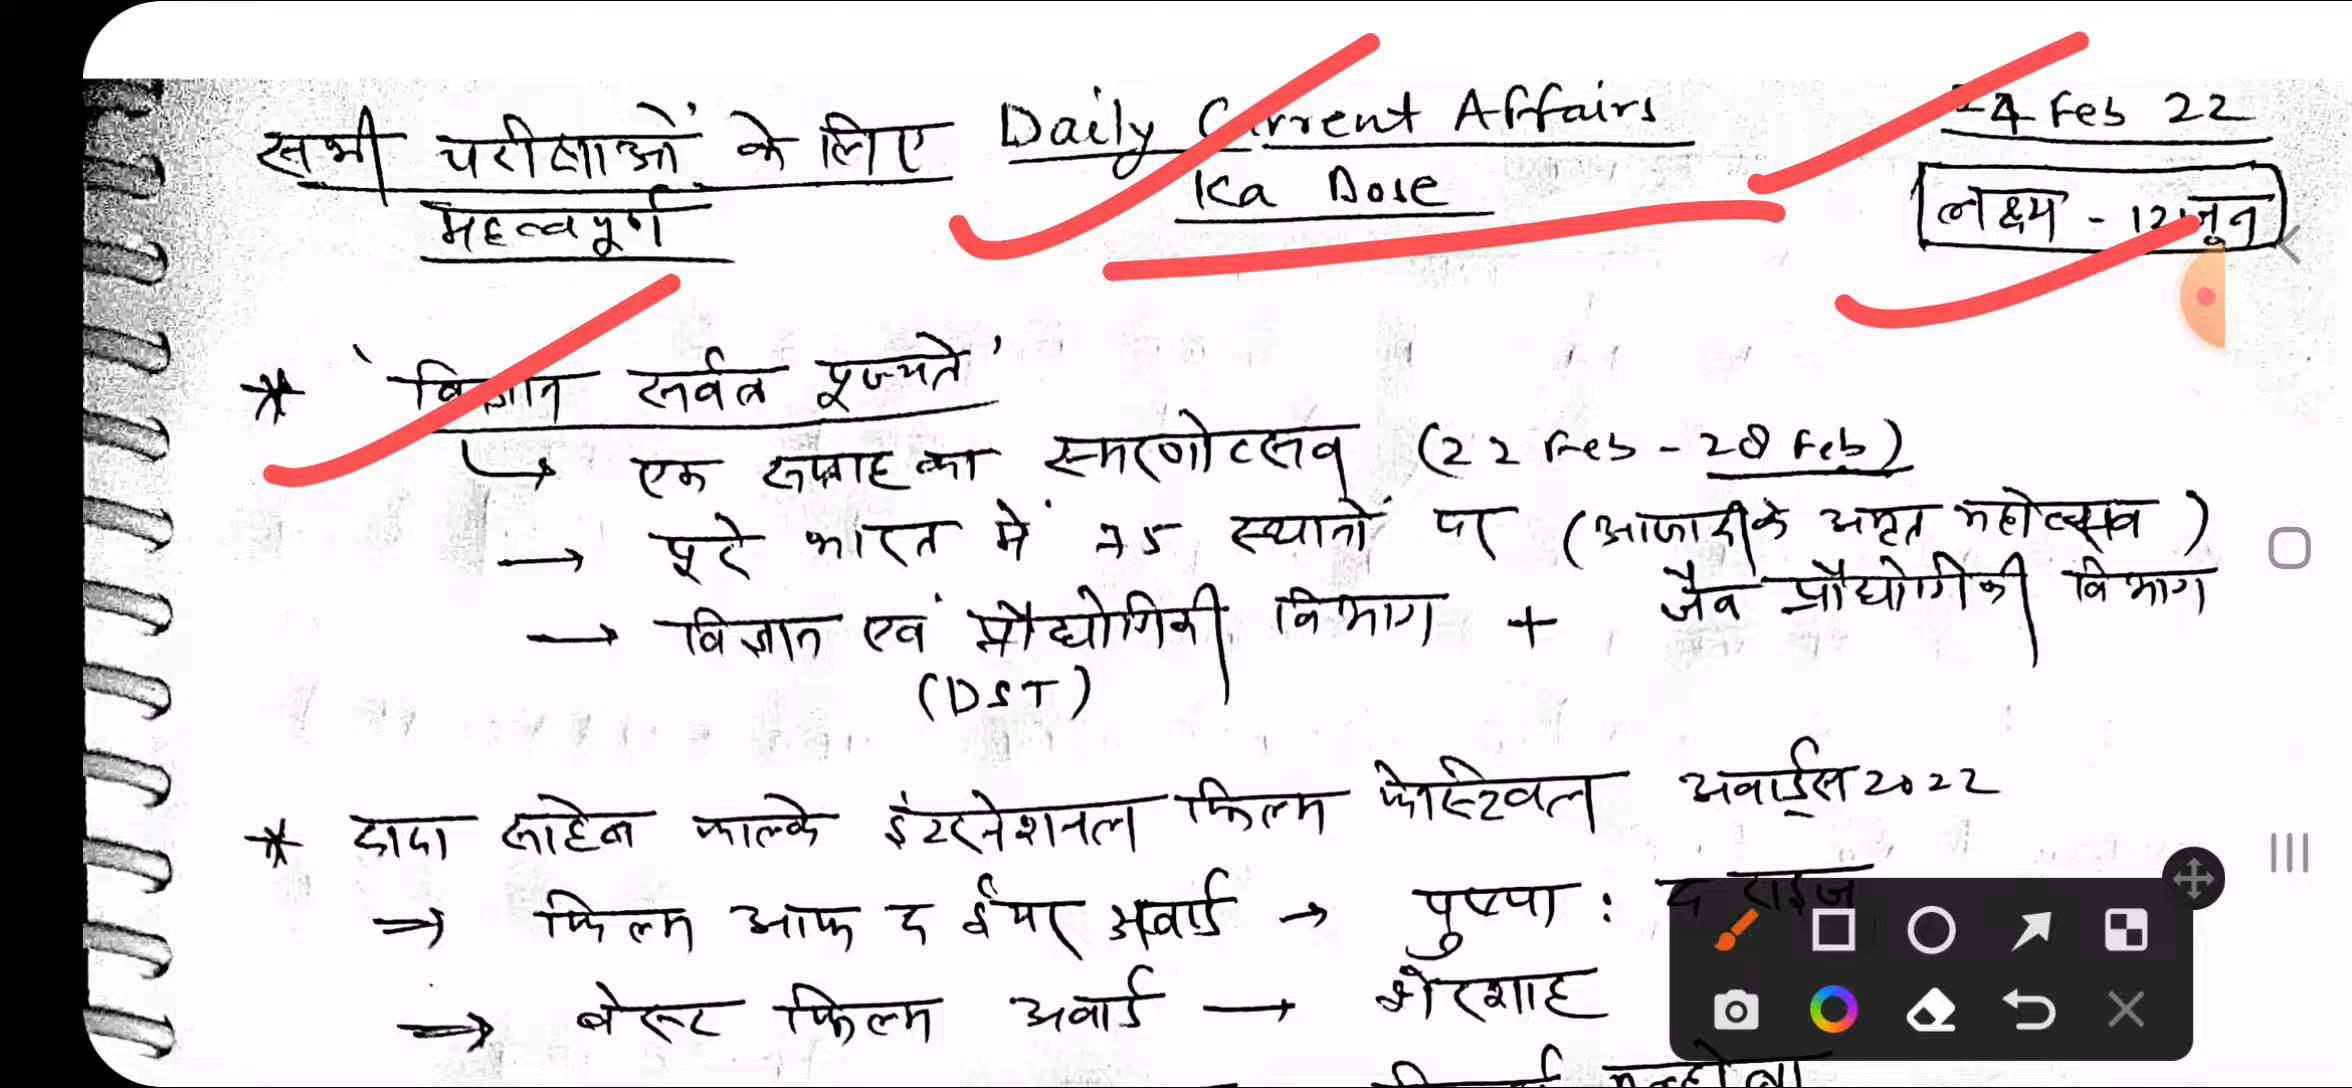 सभी परीक्षाओं के लिए Daily Current Affairs 24 Feb 22
महत्वपूर्ण Ka Dose लक्ष्य - 12 जून
* 'विज्ञान सर्वत्र पूज्यते'
↳ एक सप्ताह का स्मरणोत्सव (22 Feb - 28 Feb)
→ पूरे भारत में 75 स्थानों पर (आजादी के अमृत महोत्सव)
→ विज्ञान एवं प्रौद्योगिकी विभाग + जैव प्रौद्योगिकी विभाग
(DST)
* दादा साहेब फाल्के इंटरनेशनल फिल्म फेस्टिवल अवार्ड्स 2022
⇒ फिल्म आफ द ईयर अवार्ड → पुष्पा : द राइज
⇒ बेस्ट फिल्म अवार्ड → शेरशाह